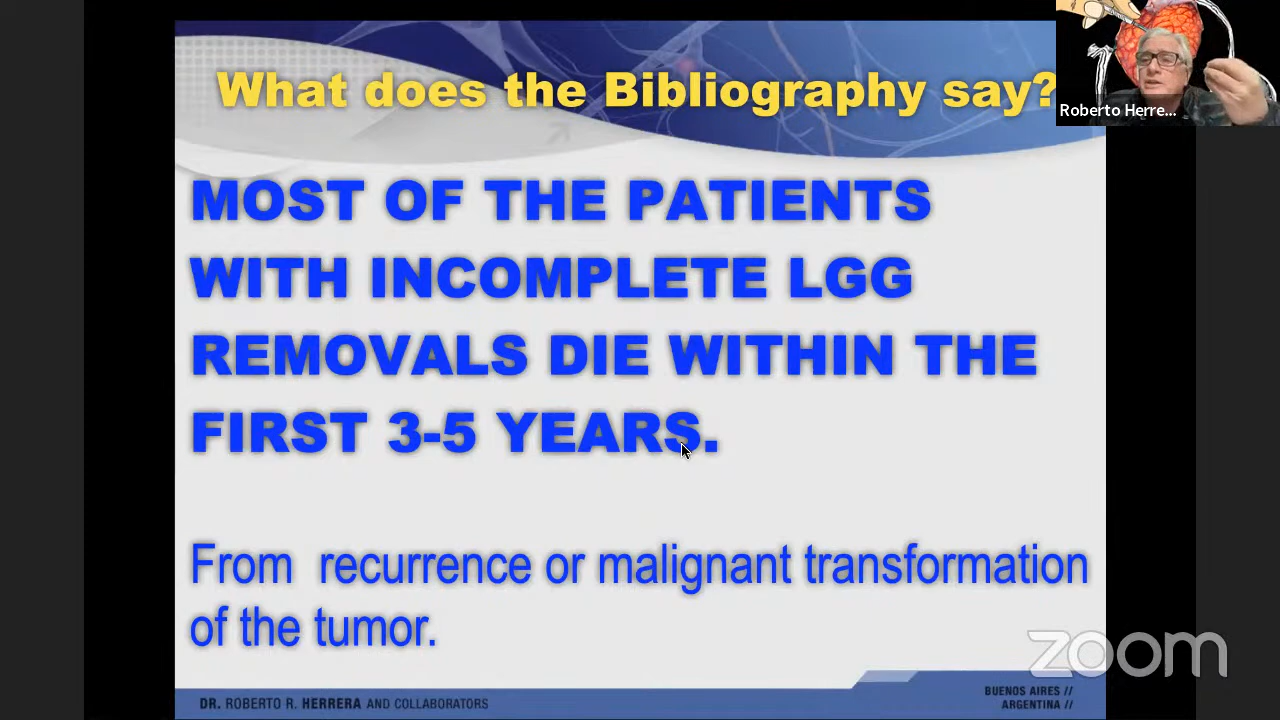 What does the Bibliography say?
Roberto Herre...
MOST OF THE PATIENTS
WITH INCOMPLETE LGG
REMOVALS DIE WITHIN THE
FIRST 3-5 YEARS.
From recurrence or malignant transformation
of the tumor.
zoom
DR. ROBERTO R. HERRERA AND COLLABORATORS
BUENOS AIRES //
ARGENTINA //